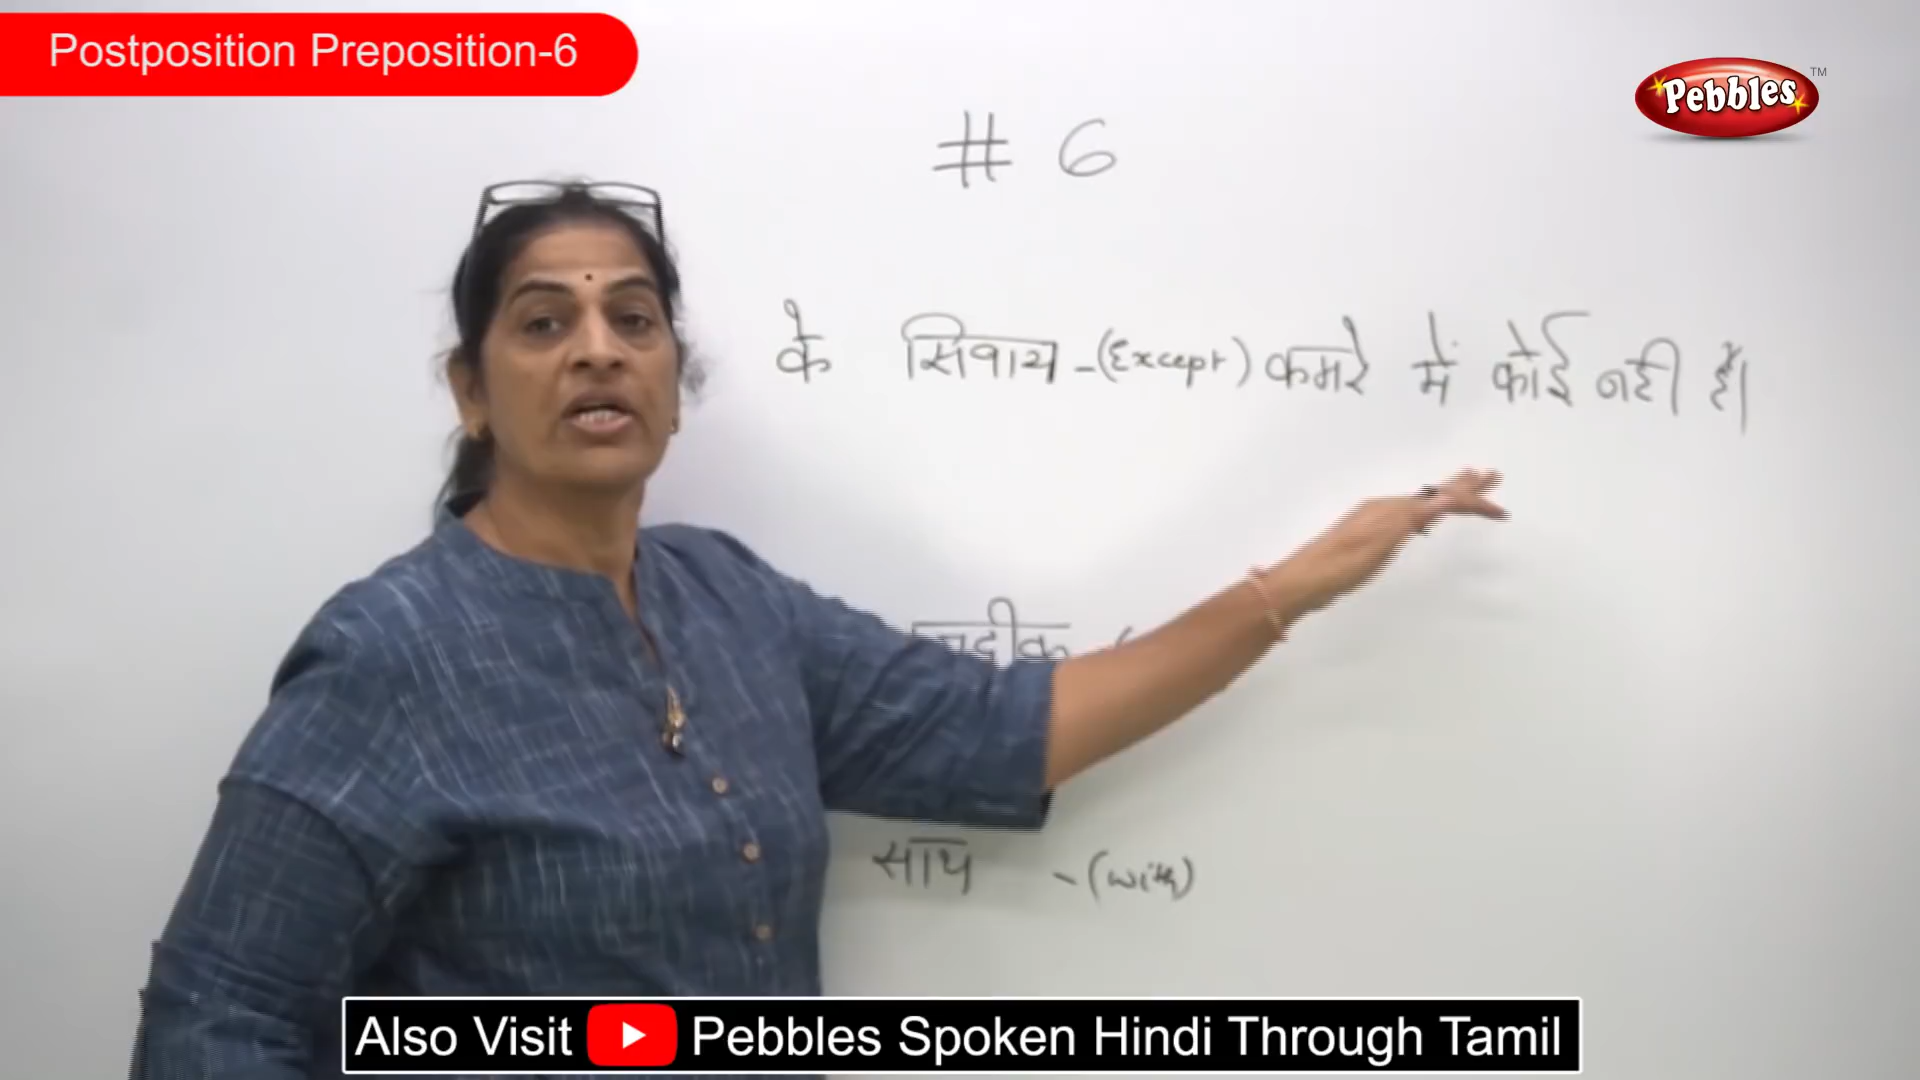 Postposition Preposition-6
Pebbles TM
# 6
के सिवाय - (Except) कमरे में कोई नही है।
साथ - (with)
Also Visit Pebbles Spoken Hindi Through Tamil